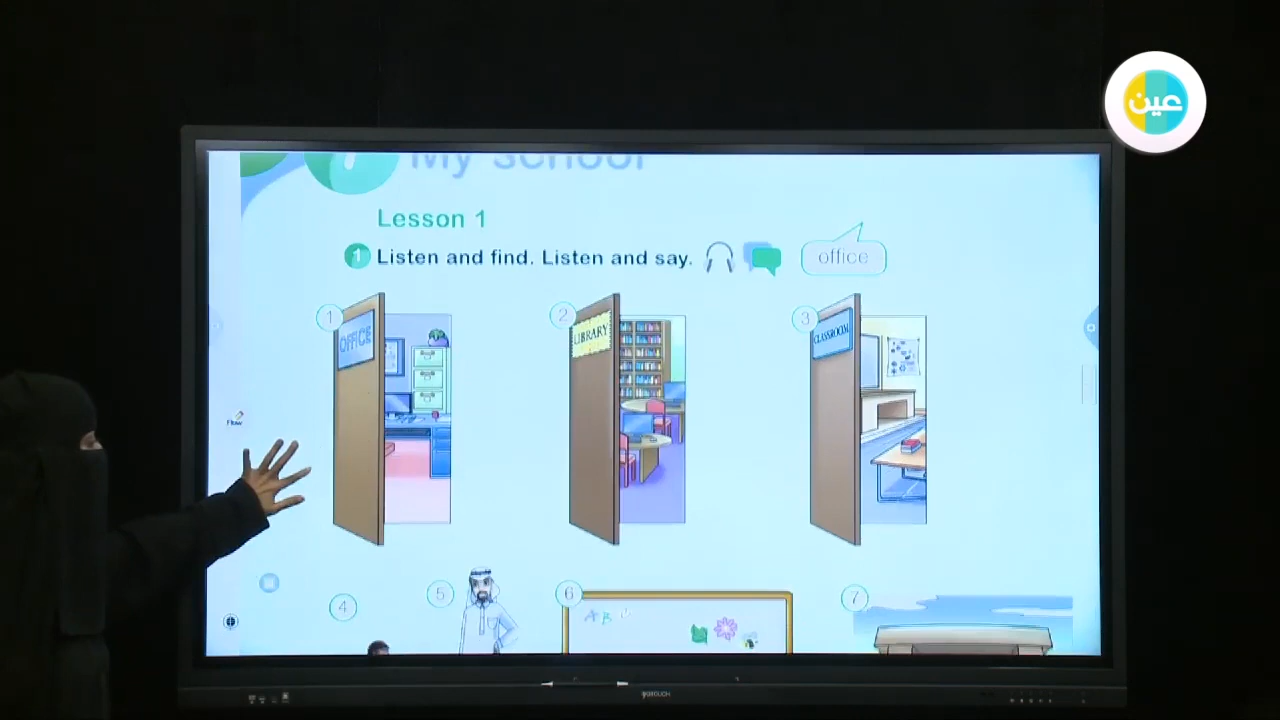 عين
My school
Lesson 1
1 Listen and find. Listen and say.
office
1
OFFICE
2
LIBRARY
3
CLASSROOM
4
5
6
A B
7